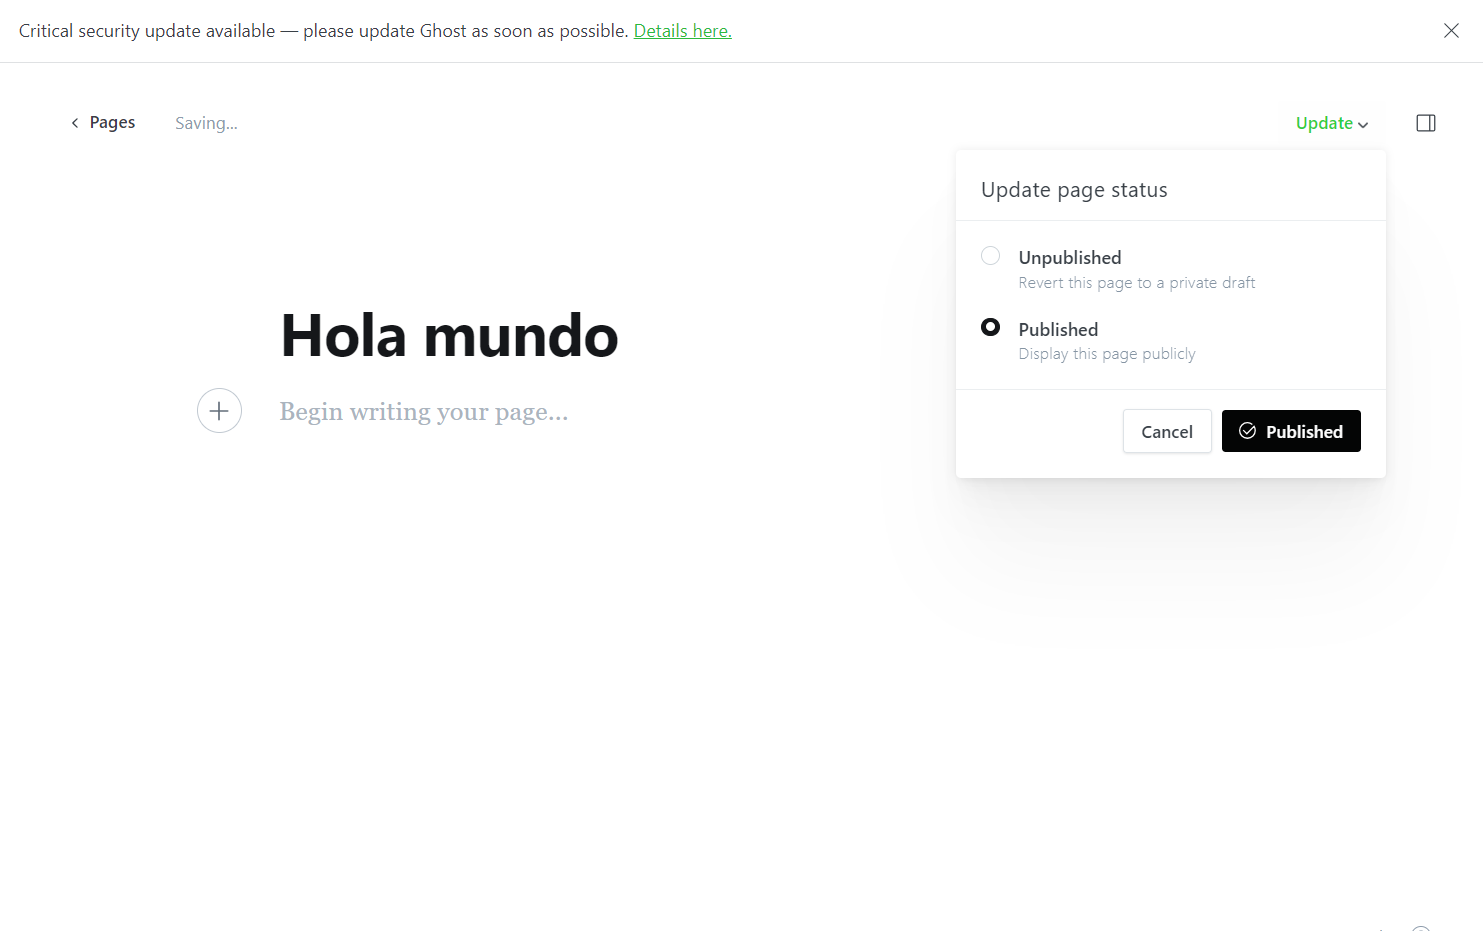 Critical security update available — please update Ghost as soon as possible. Details here.
Pages Saving... Update
Update page status
Unpublished
Revert this page to a private draft
Hola mundo
Published
Display this page publicly
Begin writing your page...
Cancel Published